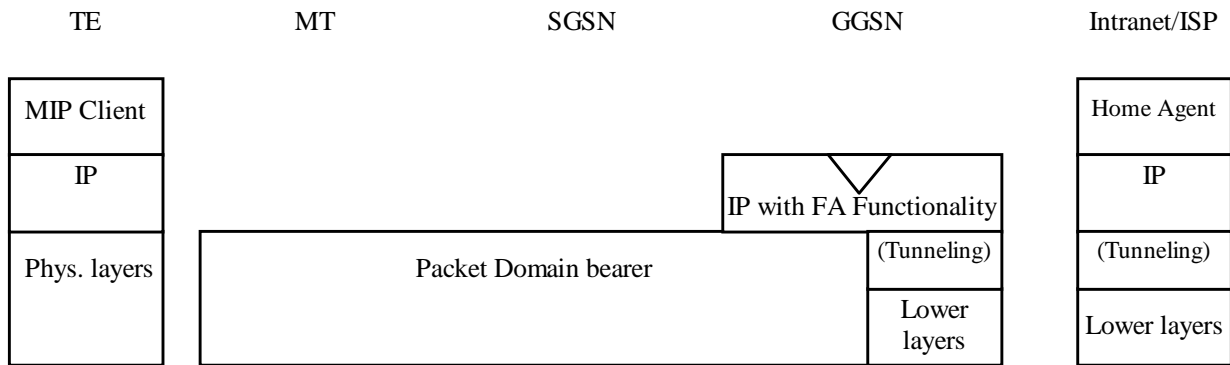 TE MT SGSN GGSN Intranet/ISP
MIP Client Home Agent
IP IP
IP with FA Functionality
Phys. layers Packet Domain bearer (Tunneling) (Tunneling)
Lower
layers Lower layers